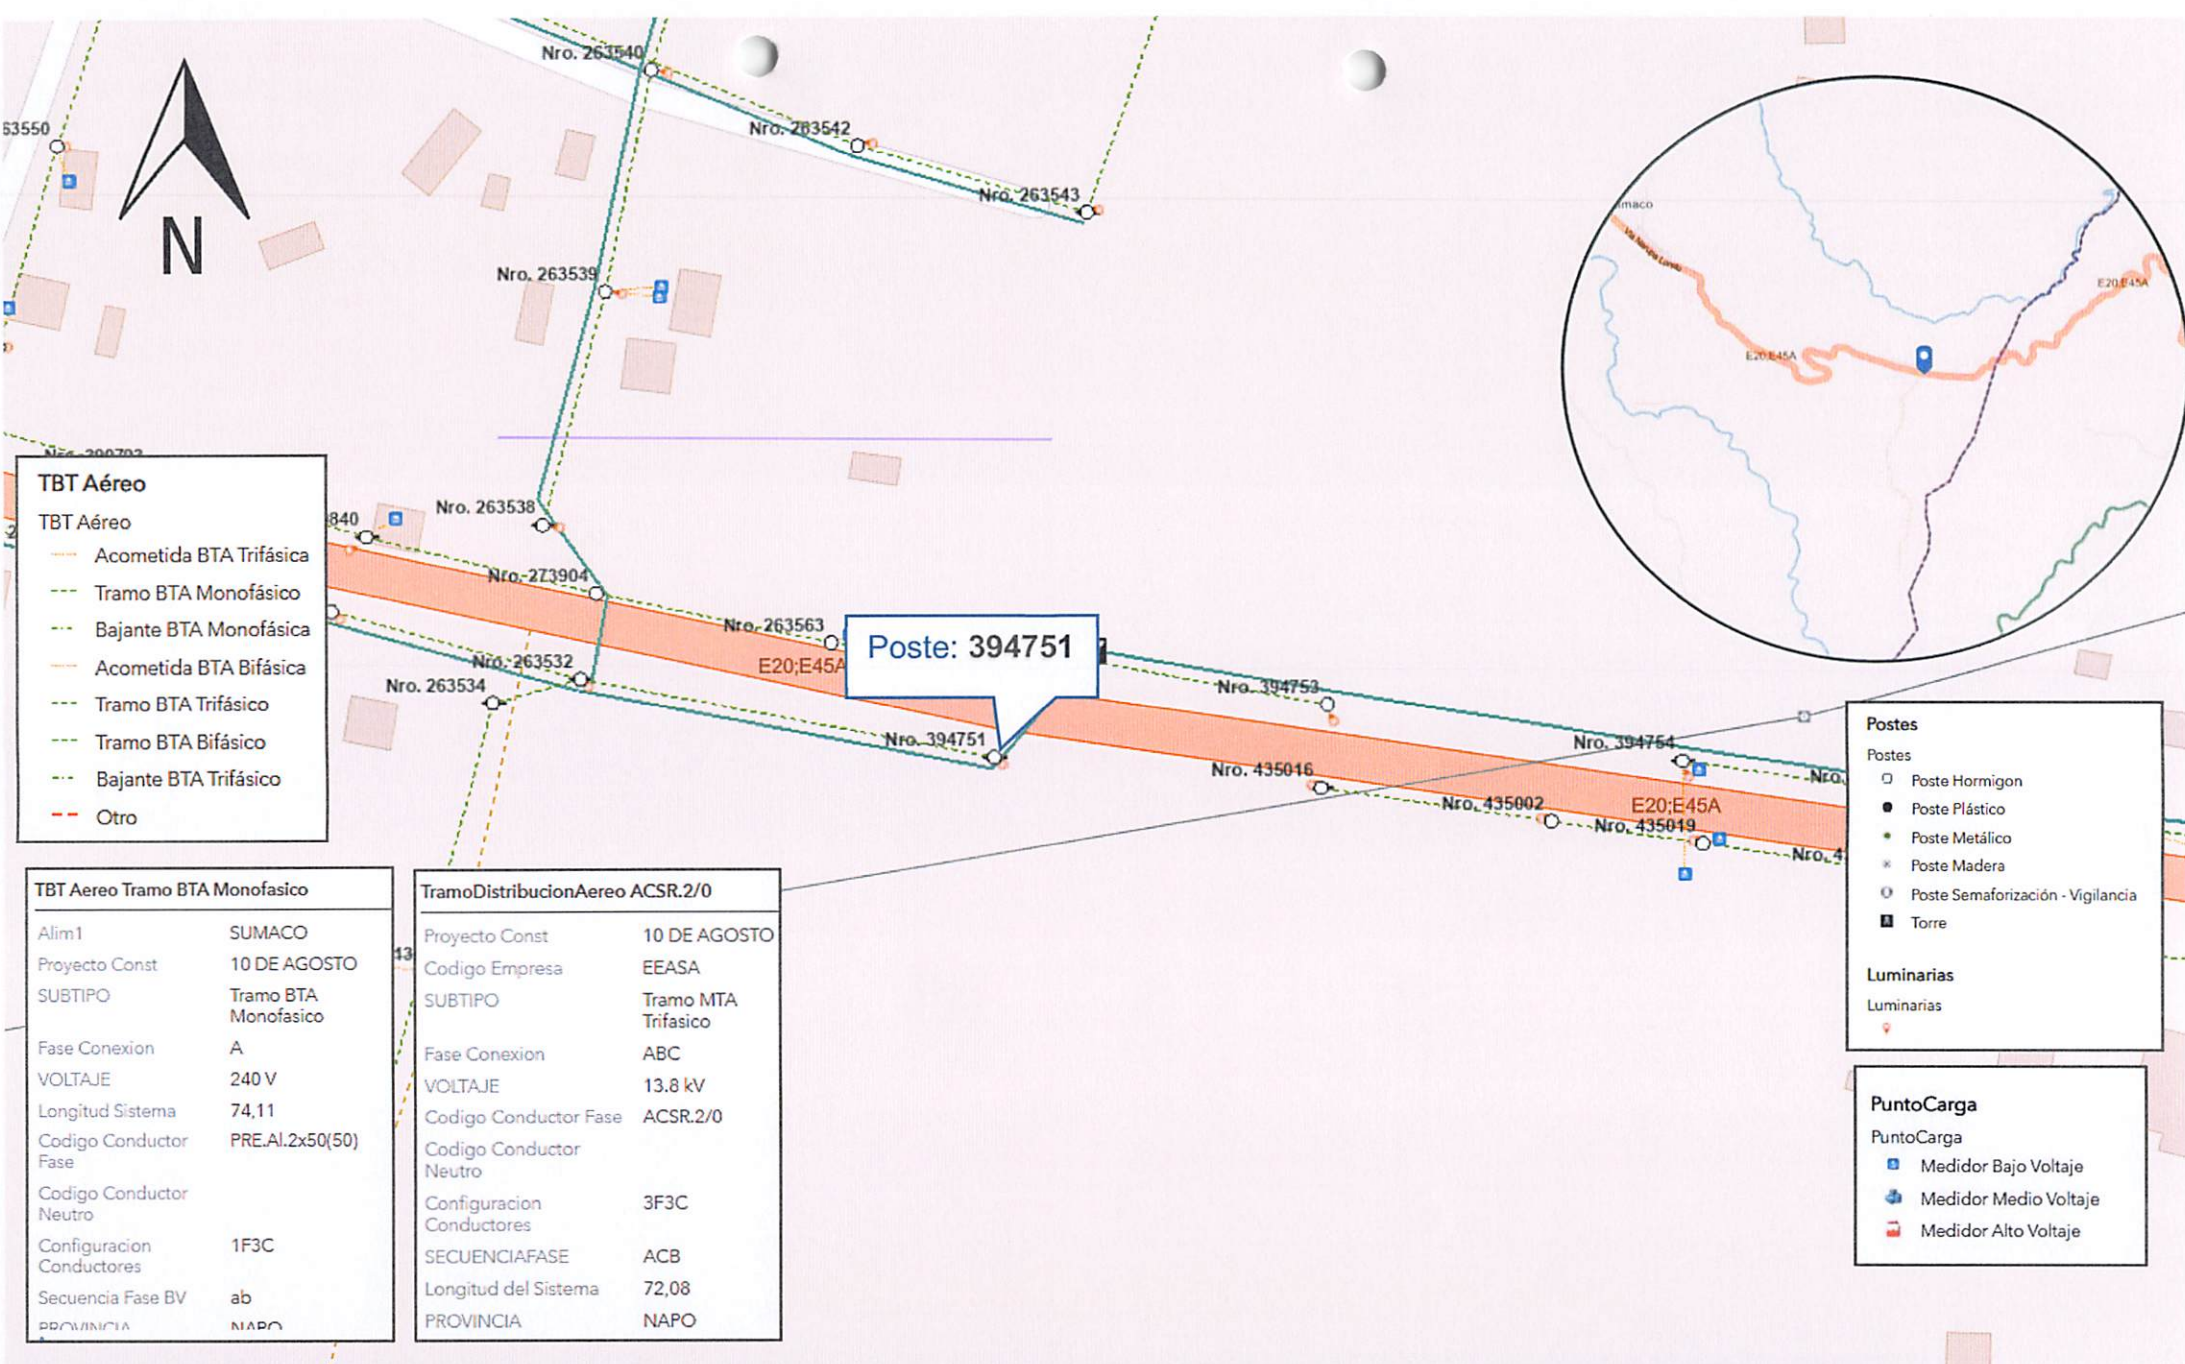 Nro. 263540
63550
Nro. 263542
Nro. 263543
N
Nro. 263539
imaco
E20;E45A
E20;E45A
TBT Aéreo
TBT Aéreo
Acometida BTA Trifásica
Tramo BTA Monofásico
Bajante BTA Monofásica
Acometida BTA Bifásica
Tramo BTA Trifásico
Tramo BTA Bifásico
Bajante BTA Trifásico
Otro
840
Nro. 263538
Nro. 273904
Nro. 263563
E20;E45A
Poste: 394751
Nro. 263532
Nro. 263534
Nro. 394751
Nro. 394753
Nro. 394754
Nro. 435016
Nro. 435002
E20;E45A
Nro. 435019
Nro.
Nro. 4
Postes
Postes
Poste Hormigon
Poste Plástico
Poste Metálico
Poste Madera
Poste Semaforización - Vigilancia
Torre
Luminarias
Luminarias
TBT Aereo Tramo BTA Monofasico
Alim1 SUMACO
Proyecto Const 10 DE AGOSTO
SUBTIPO Tramo BTA
Monofasico
Fase Conexion A
VOLTAJE 240 V
Longitud Sistema 74,11
Codigo Conductor PRE.Al.2x50(50)
Fase
Codigo Conductor
Neutro
Configuracion 1F3C
Conductores
Secuencia Fase BV ab
PROVINCIA NAPO
13
TramoDistribucionAereo ACSR.2/0
Proyecto Const 10 DE AGOSTO
Codigo Empresa EEASA
SUBTIPO Tramo MTA
Trifasico
Fase Conexion ABC
VOLTAJE 13.8 kV
Codigo Conductor Fase ACSR.2/0
Codigo Conductor
Neutro
Configuracion 3F3C
Conductores
SECUENCIAFASE ACB
Longitud del Sistema 72,08
PROVINCIA NAPO
PuntoCarga
PuntoCarga
Medidor Bajo Voltaje
Medidor Medio Voltaje
Medidor Alto Voltaje